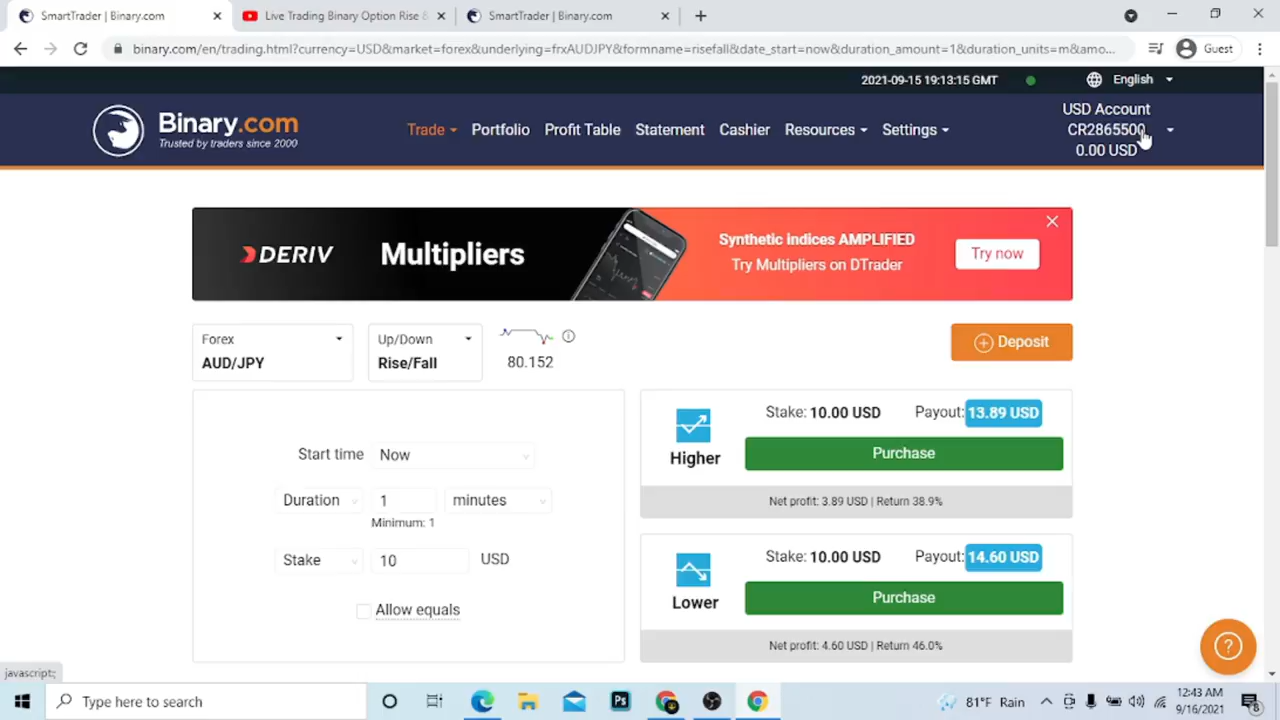 SmartTrader | Binary.com
Live Trading Binary Option Rise &
SmartTrader | Binary.com
binary.com/en/trading.html?currency=USD&market=forex&underlying=frxAUDJPY&formname=risefall&date_start=now&duration_amount=1&duration_units=m&amo...
Guest
2021-09-15 19:13:15 GMT
English
Binary.com
Trusted by traders since 2000
Trade
Portfolio
Profit Table
Statement
Cashier
Resources
Settings
USD Account
CR2865500
0.00 USD
DERIV
Multipliers
Synthetic indices AMPLIFIED
Try Multipliers on DTrader
Try now
Forex
AUD/JPY
Up/Down
Rise/Fall
80.152
Deposit
Start time Now
Duration 1 minutes
Minimum: 1
Stake 10 USD
Allow equals
Higher
Stake: 10.00 USD Payout: 13.89 USD
Purchase
Net profit: 3.89 USD | Return 38.9%
Lower
Stake: 10.00 USD Payout: 14.60 USD
Purchase
Net profit: 4.60 USD | Return 46.0%
?
javascript:;
Type here to search
Ps
81°F Rain
12:43 AM
9/16/2021
8